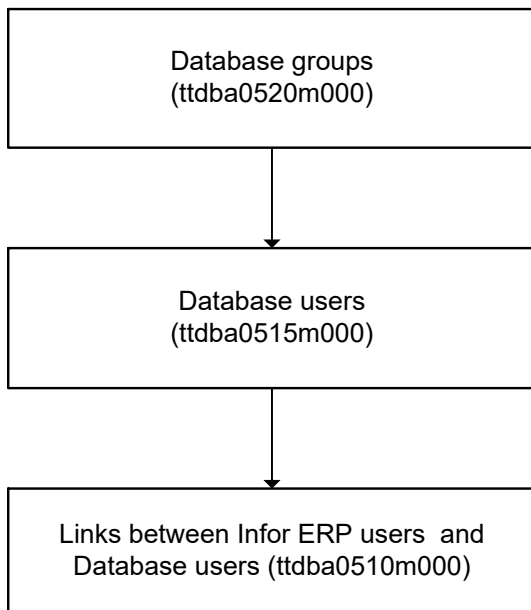 Database groups
(ttdba0520m000)
Database users
(ttdba0515m000)
Links between Infor ERP users  and
Database users (ttdba0510m000)